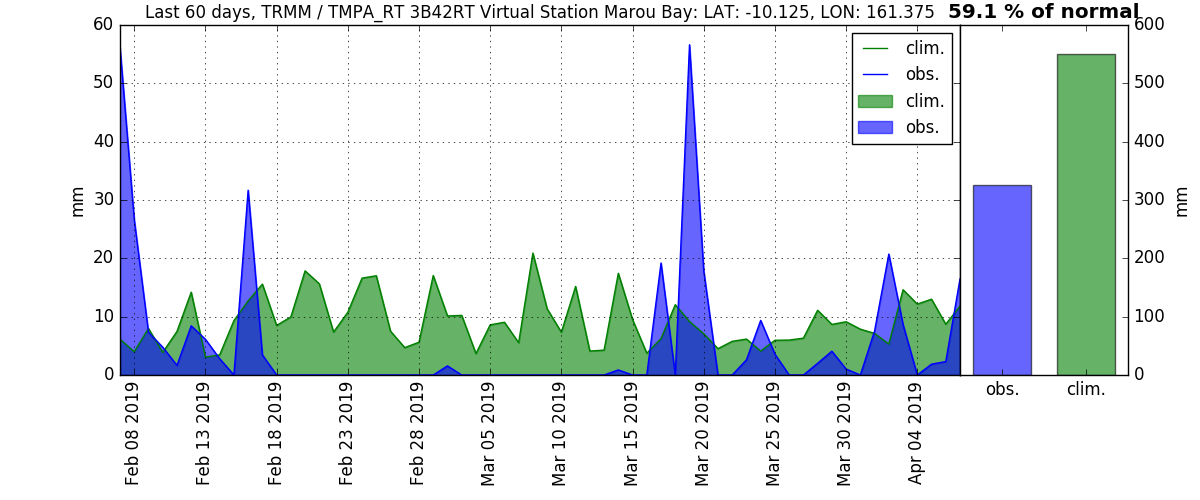 Last 60 days, TRMM / TMPA_RT 3B42RT Virtual Station Marou Bay: LAT: -10.125, LON: 161.375
59.1 % of normal
60
50
40
30
20
10
0
mm
clim.
obs.
clim.
obs.
600
500
400
300
200
100
0
mm
obs.
clim.
Feb 08 2019
Feb 13 2019
Feb 18 2019
Feb 23 2019
Feb 28 2019
Mar 05 2019
Mar 10 2019
Mar 15 2019
Mar 20 2019
Mar 25 2019
Mar 30 2019
Apr 04 2019